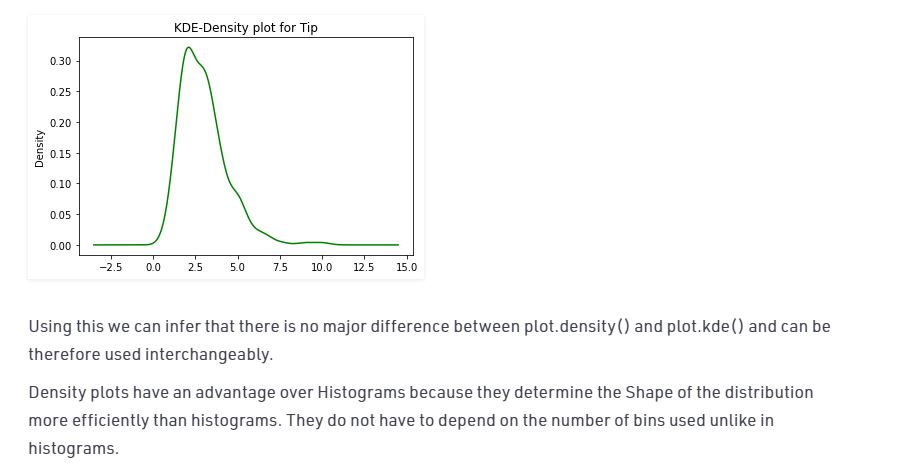 KDE-Density plot for Tip
Density
0.30
0.25
0.20
0.15
0.10
0.05
0.00
−2.5 0.0 2.5 5.0 7.5 10.0 12.5 15.0
Using this we can infer that there is no major difference between plot.density() and plot.kde() and can be
therefore used interchangeably.
Density plots have an advantage over Histograms because they determine the Shape of the distribution
more efficiently than histograms. They do not have to depend on the number of bins used unlike in
histograms.